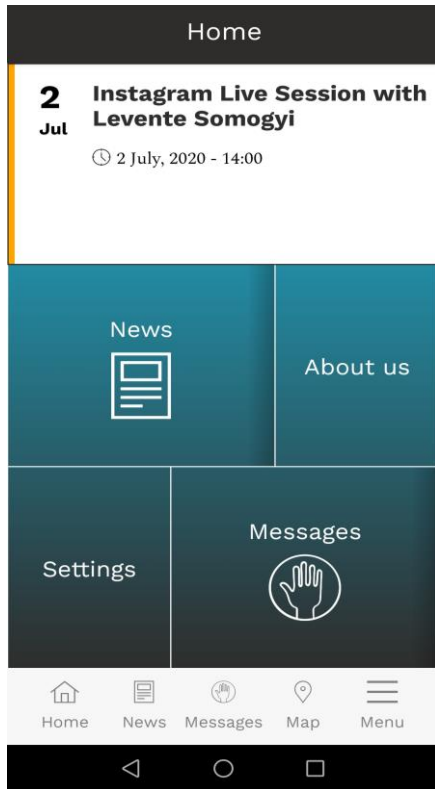 Home
2
Jul
Instagram Live Session with
Levente Somogyi
2 July, 2020 - 14:00
News
About us
Settings
Messages
Home
News
Messages
Map
Menu